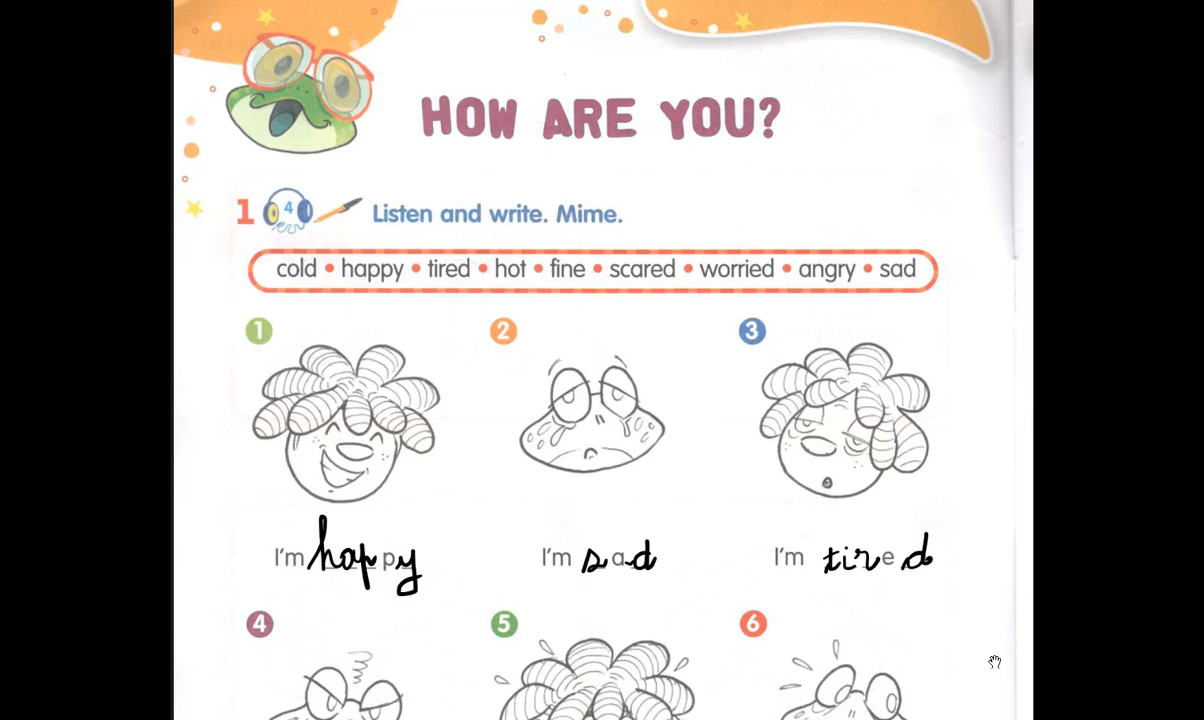 HOW ARE YOU?
1 4 Listen and write. Mime.
cold • happy • tired • hot • fine • scared • worried • angry • sad
1 2 3
I'm happy I'm sad I'm tired
4 5 6